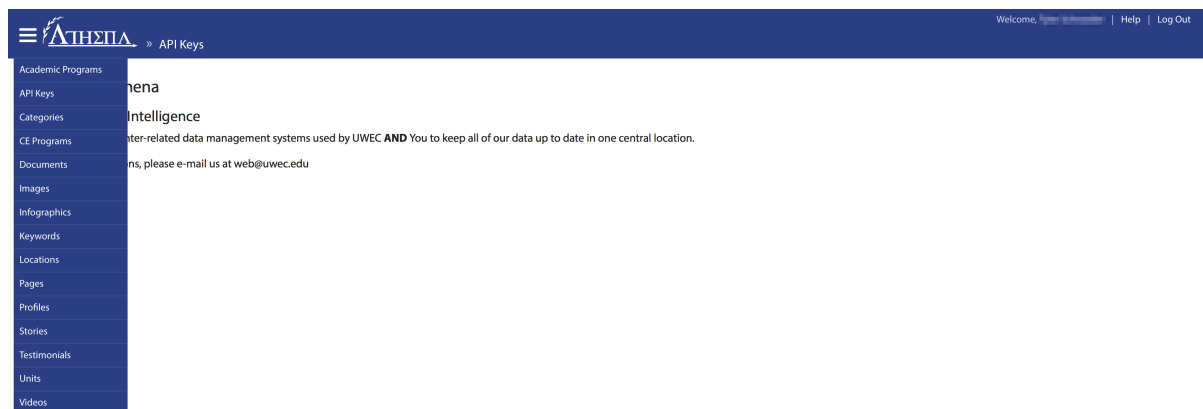 Welcome, | Help | Log Out
ΑΤΗΣΠΑ » API Keys
Academic Programs
API Keys
Categories
CE Programs
Documents
Images
Infographics
Keywords
Locations
Pages
Profiles
Stories
Testimonials
Units
Videos
hena
Intelligence
nter-related data management systems used by UWEC AND You to keep all of our data up to date in one central location.
ns, please e-mail us at web@uwec.edu